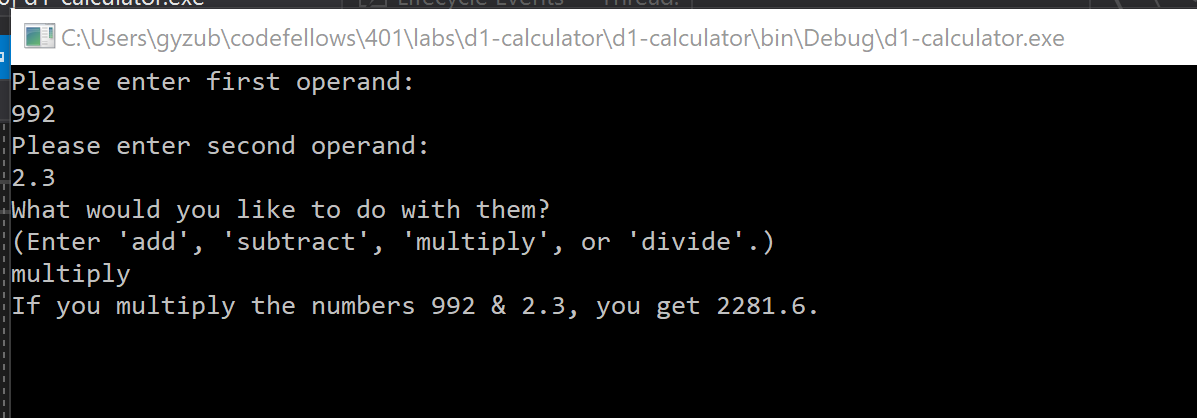 d1-calculator.exe
Lifecycle Events
Thread:
C:\Users\gyzub\codefellows\401\labs\d1-calculator\d1-calculator\bin\Debug\d1-calculator.exe
Please enter first operand:
992
Please enter second operand:
2.3
What would you like to do with them?
(Enter 'add', 'subtract', 'multiply', or 'divide'.)
multiply
If you multiply the numbers 992 & 2.3, you get 2281.6.